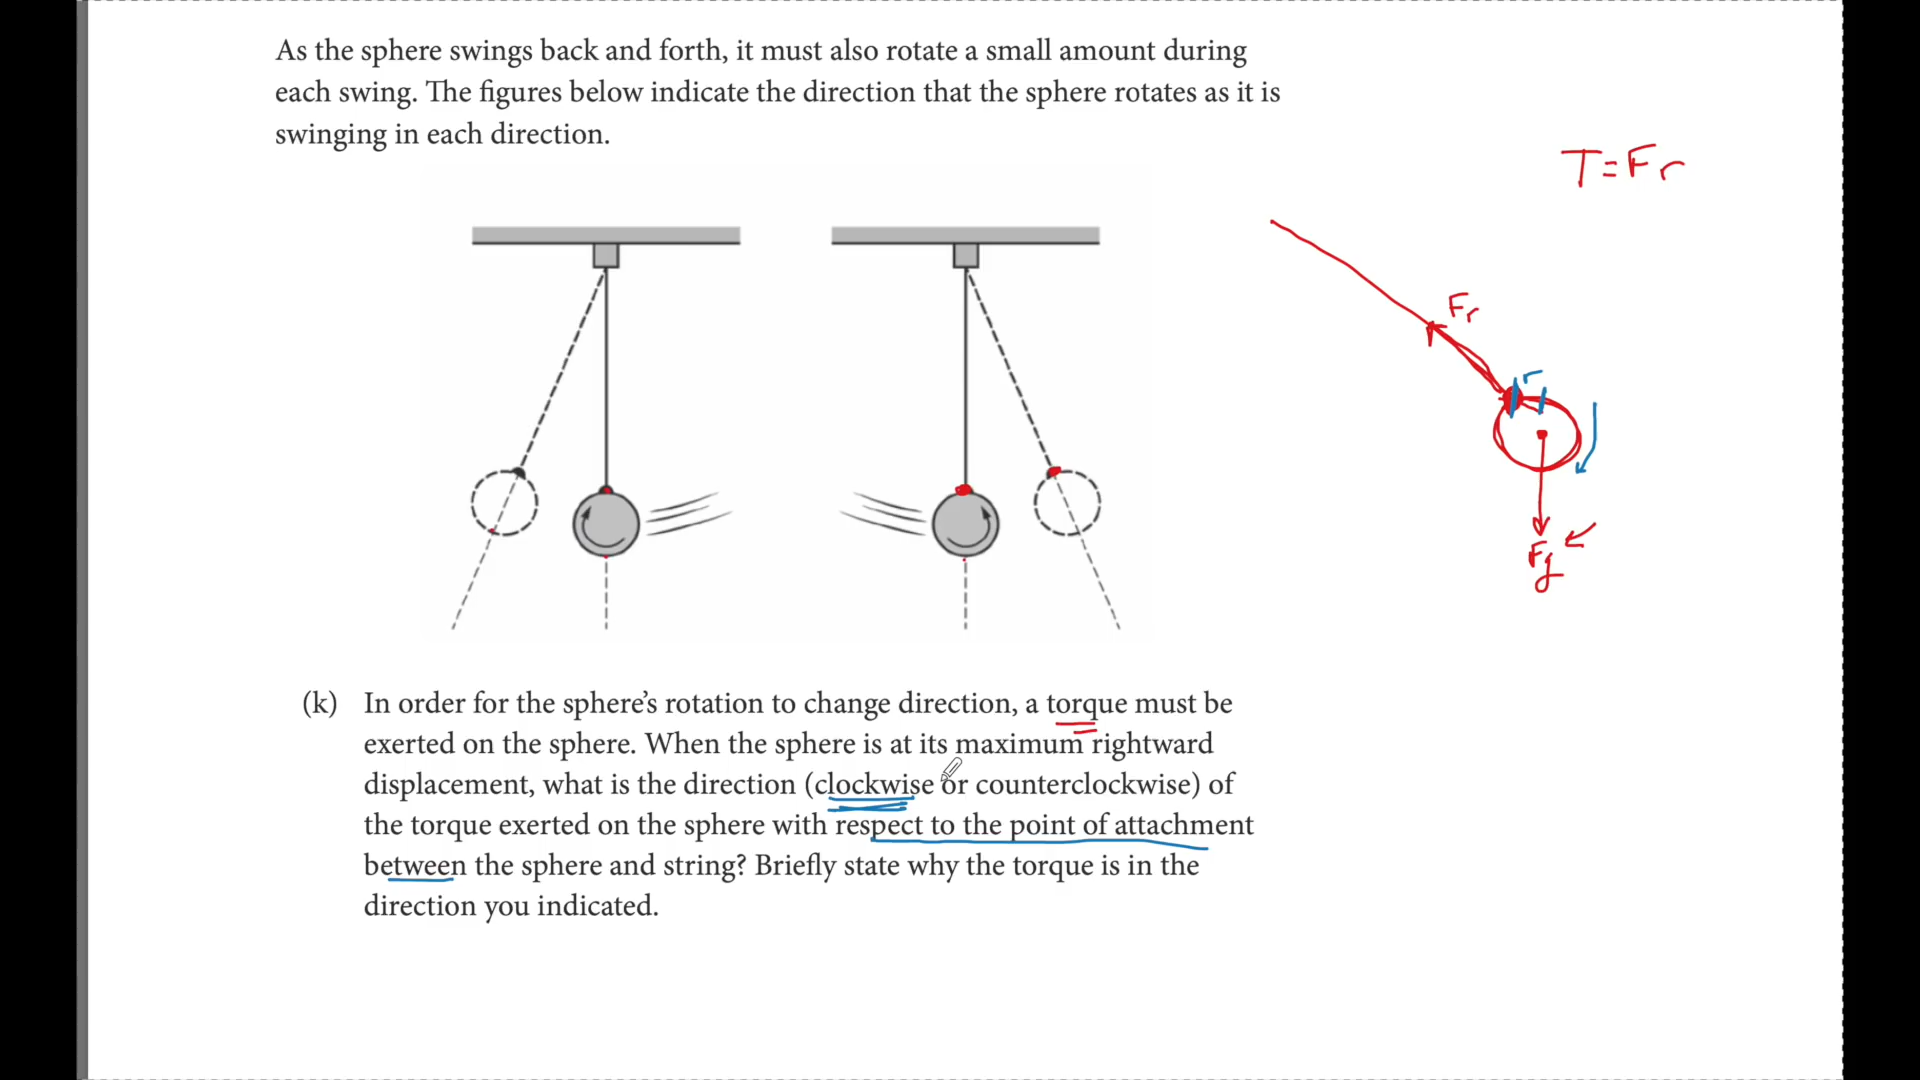 As the sphere swings back and forth, it must also rotate a small amount during
each swing. The figures below indicate the direction that the sphere rotates as it is
swinging in each direction.
T=Fr
Fr
r
Fg
(k) In order for the sphere's rotation to change direction, a torque must be
exerted on the sphere. When the sphere is at its maximum rightward
displacement, what is the direction (clockwise or counterclockwise) of
the torque exerted on the sphere with respect to the point of attachment
between the sphere and string? Briefly state why the torque is in the
direction you indicated.